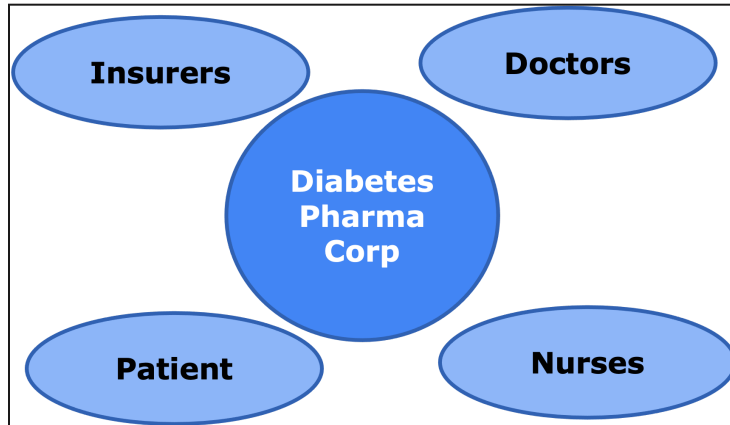 Insurers
Doctors
Diabetes
Pharma
Corp
Patient
Nurses